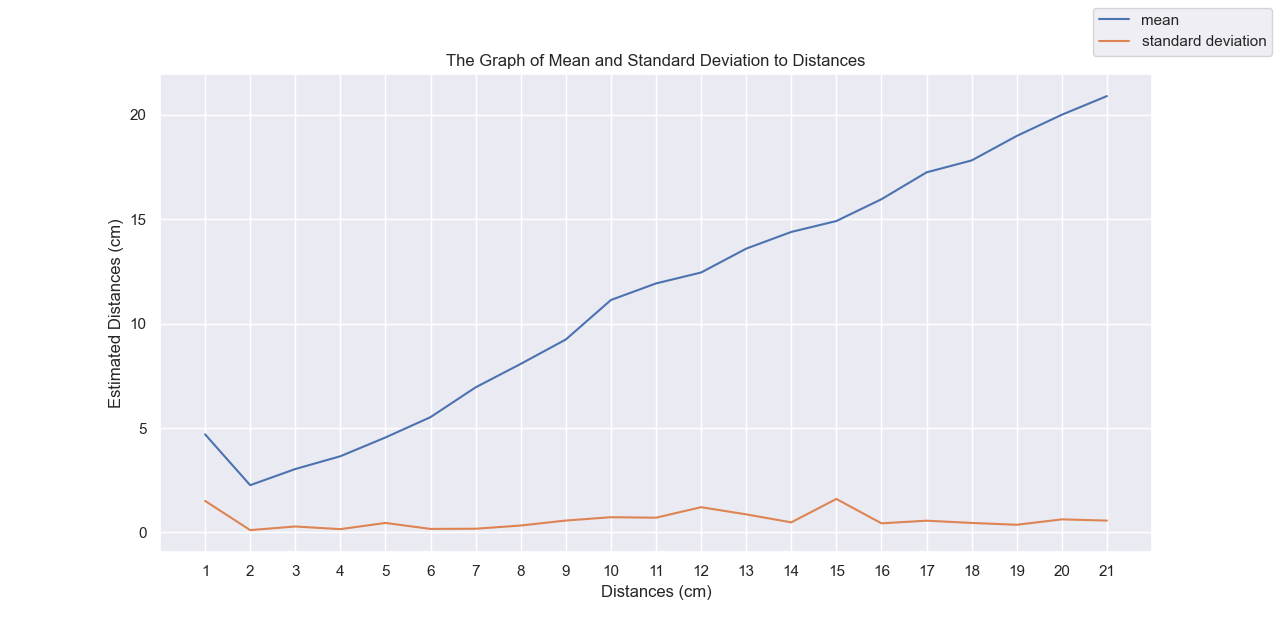 mean
standard deviation
The Graph of Mean and Standard Deviation to Distances
20
15
10
5
0
Estimated Distances (cm)
1 2 3 4 5 6 7 8 9 10 11 12 13 14 15 16 17 18 19 20 21
Distances (cm)